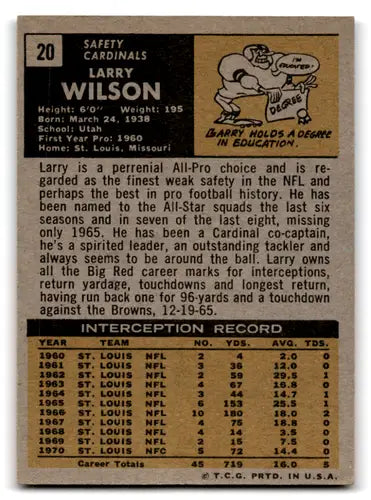 20
SAFETY
CARDINALS
LARRY
WILSON
Height: 6'0" Weight: 195
Born: March 24, 1938
School: Utah
First Year Pro: 1960
Home: St. Louis, Missouri
I'M EDUCATED!
DEGREE
LARRY HOLDS A DEGREE
IN EDUCATION.
Larry is a perrenial All-Pro choice and is re-
garded as the finest weak safety in the NFL and
perhaps the best in pro football history. He has
been named to the All-Star squads the last six
seasons and in seven of the last eight, missing
only 1965. He has been a Cardinal co-captain,
he's a spirited leader, an outstanding tackler and
always seems to be around the ball. Larry owns
all the Big Red career marks for interceptions,
return yardage, touchdowns and longest return,
having run back one for 96-yards and a touchdown
against the Browns, 12-19-65.
INTERCEPTION RECORD
YEAR TEAM NO. YDS. AVG. TDS
1960 ST. LOUIS NFL 2 4 2.0 0
1961 ST. LOUIS NFL 3 36 12.0 0
1962 ST. LOUIS NFL 2 59 29.5 1
1963 ST. LOUIS NFL 4 67 16.8 0
1964 ST. LOUIS NFL 3 44 14.7 1
1965 ST. LOUIS NFL 6 153 25.5 1
1966 ST. LOUIS NFL 10 180 18.0 2
1967 ST. LOUIS NFL 4 75 18.8 0
1968 ST. LOUIS NFL 4 14 3.5 0
1969 ST. LOUIS NFL 2 15 7.5 0
1970 ST. LOUIS NFC 5 72 14.4 0
Career Totals 45 719 16.0 5
© T.C.G. PRTD. IN U.S.A.